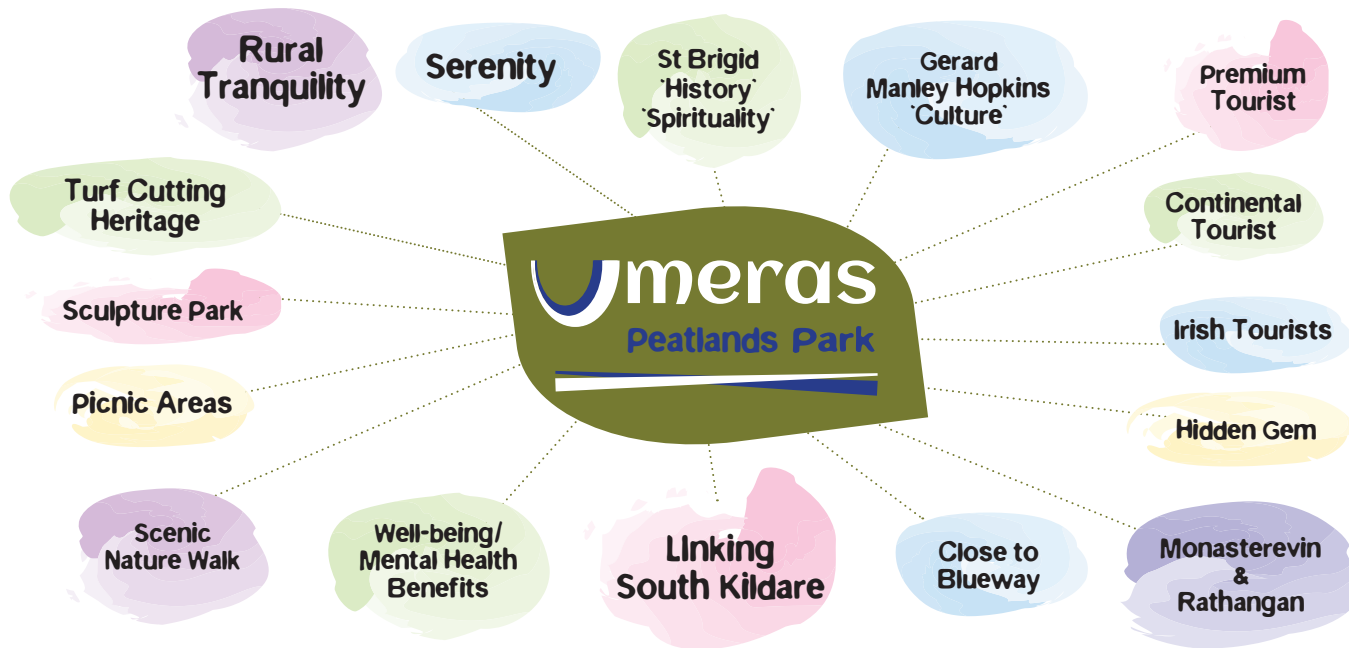 Rural
Tranquility
Serenity
St Brigid
'History'
'Spirituality'
Gerard
Manley Hopkins
'Culture'
Premium
Tourist
Turf Cutting
Heritage
Continental
Tourist
Umeras
Peatlands Park
Sculpture Park
Irish Tourists
Picnic Areas
Hidden Gem
Scenic
Nature Walk
Well-being/
Mental Health
Benefits
LInking
South Kildare
Close to
Blueway
Monasterevin
&
Rathangan